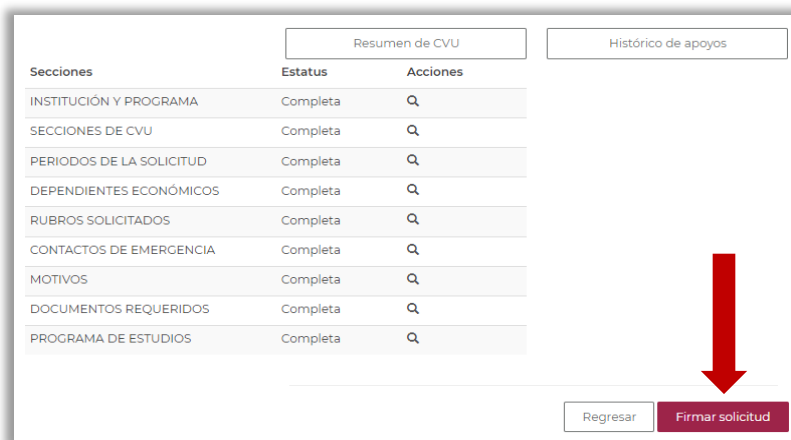 Resumen de CVU Histórico de apoyos
Secciones Estatus Acciones
INSTITUCIÓN Y PROGRAMA Completa
SECCIONES DE CVU Completa
PERIODOS DE LA SOLICITUD Completa
DEPENDIENTES ECONÓMICOS Completa
RUBROS SOLICITADOS Completa
CONTACTOS DE EMERGENCIA Completa
MOTIVOS Completa
DOCUMENTOS REQUERIDOS Completa
PROGRAMA DE ESTUDIOS Completa
Regresar Firmar solicitud